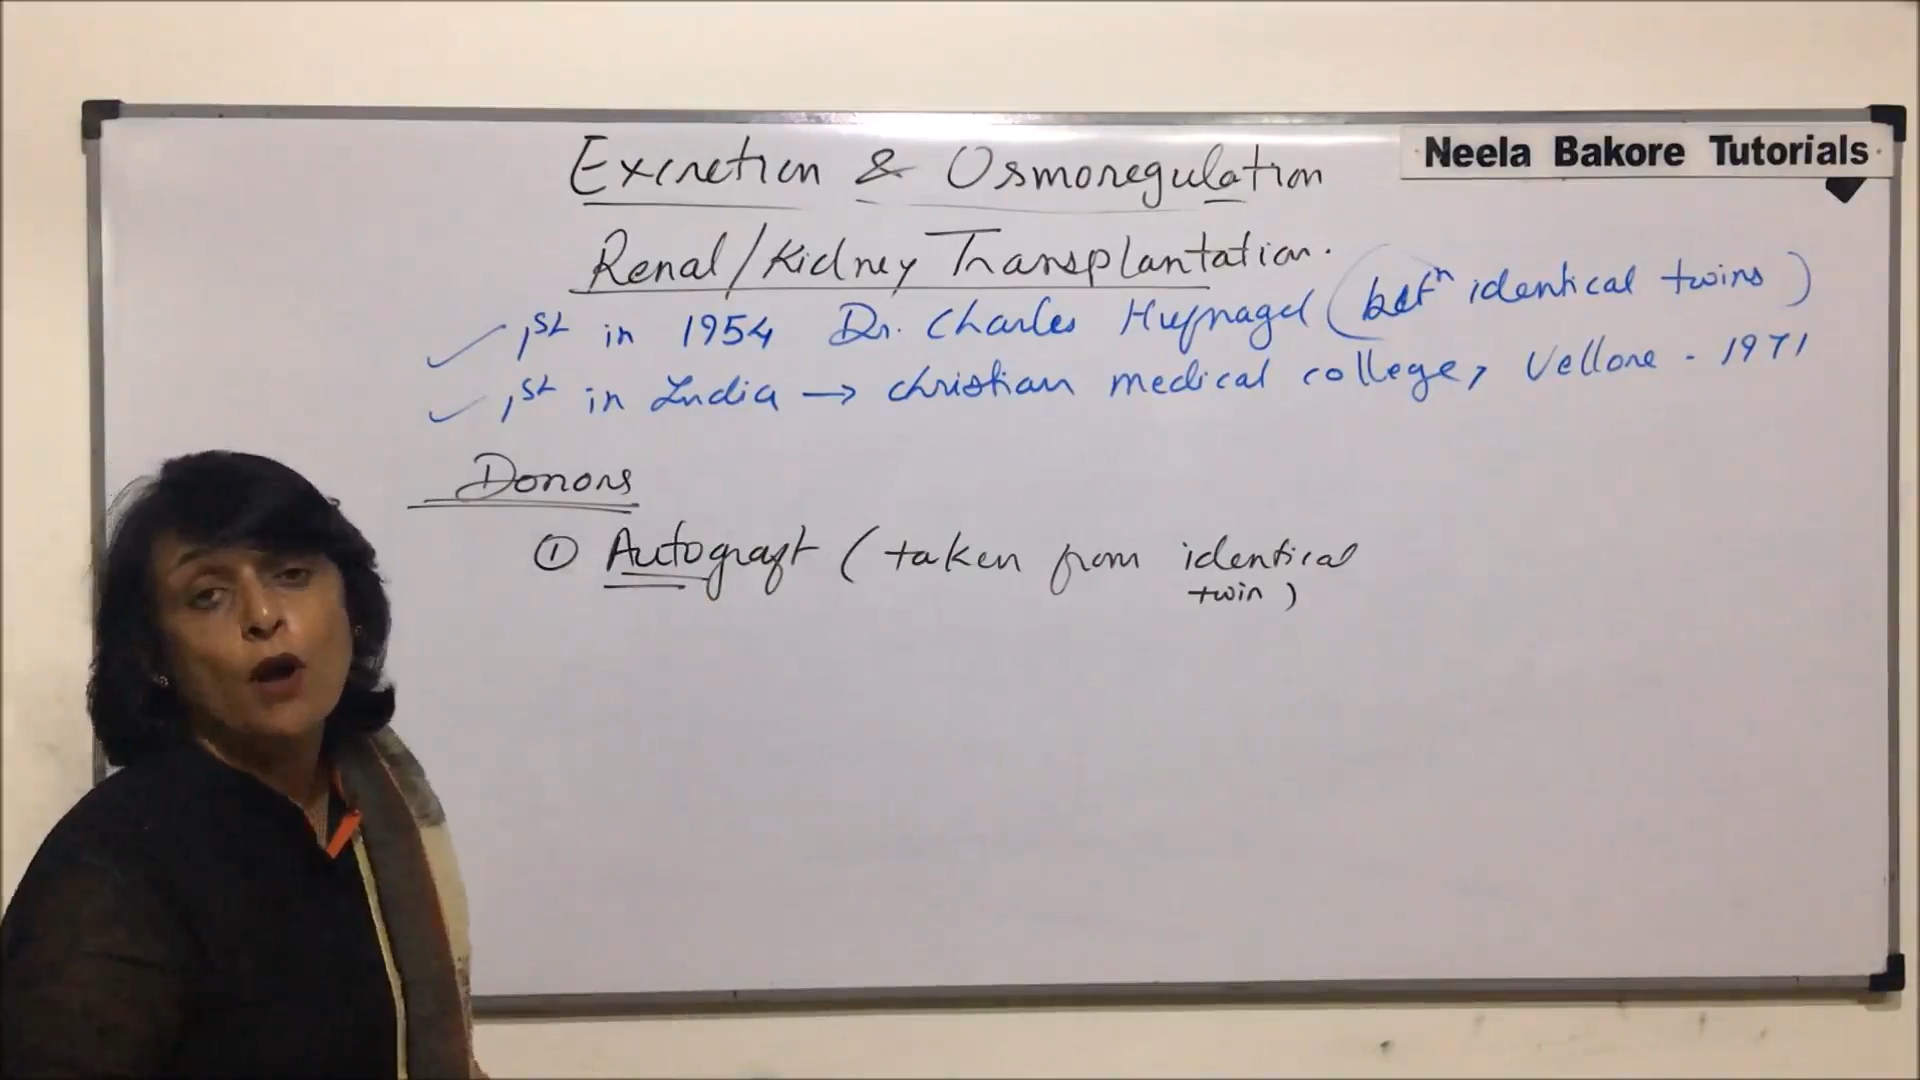 Neela Bakore Tutorials
Excretion & Osmoregulation
Renal/Kidney Transplantation.
1st in 1954 Dr. Charles Hufnagel (betn identical twins)
1st in India → christian medical college, Vellore - 1971
Donors
① Autograft (taken from identical
twin)